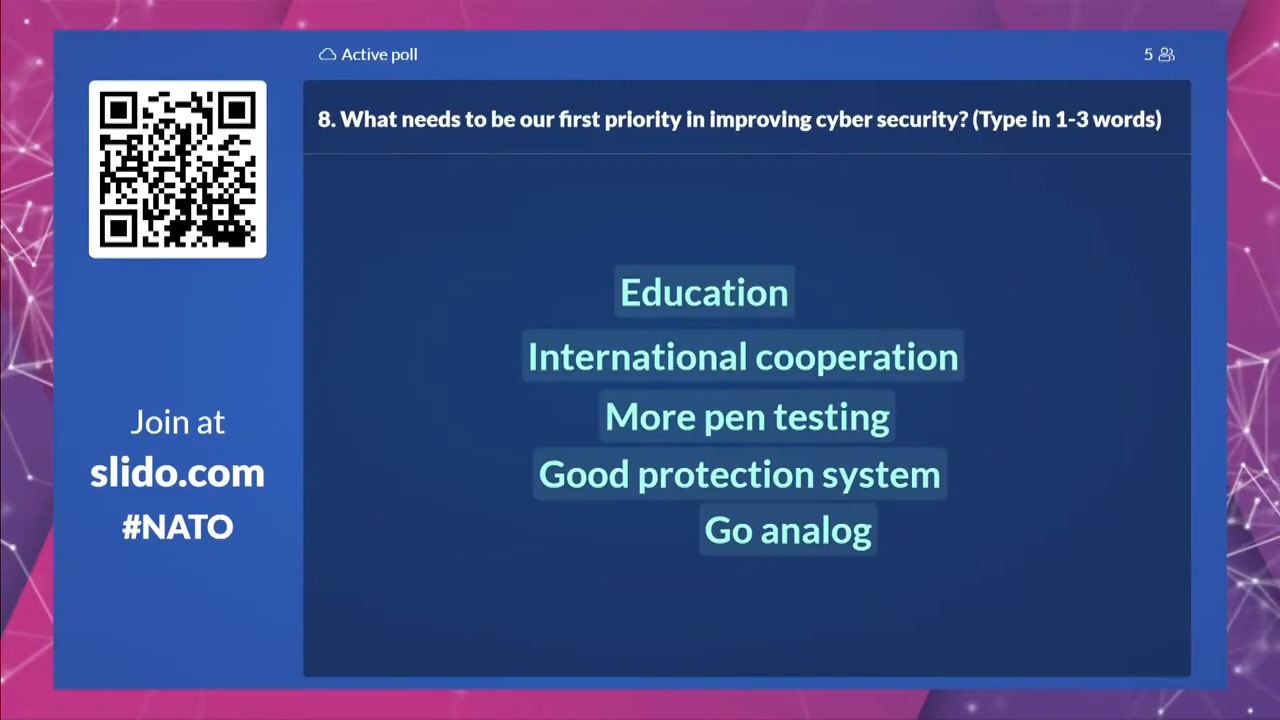 Active poll
5
8. What needs to be our first priority in improving cyber security? (Type in 1-3 words)
Education
International cooperation
More pen testing
Good protection system
Go analog
Join at
slido.com
#NATO